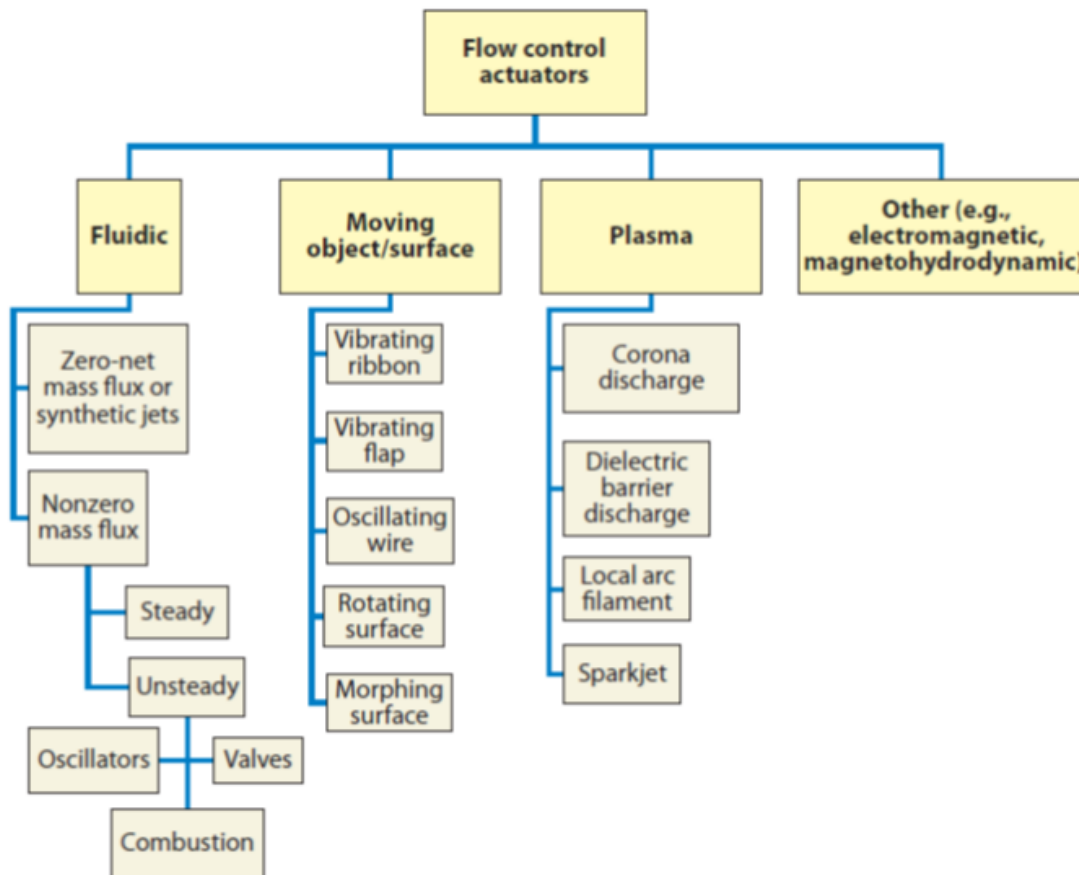 Flow control
actuators
Fluidic
Moving
object/surface
Plasma
Other (e.g.,
electromagnetic,
magnetohydrodynamic)
Zero-net
mass flux or
synthetic jets
Nonzero
mass flux
Steady
Unsteady
Oscillators
Valves
Combustion
Vibrating
ribbon
Vibrating
flap
Oscillating
wire
Rotating
surface
Morphing
surface
Corona
discharge
Dielectric
barrier
discharge
Local arc
filament
Sparkjet